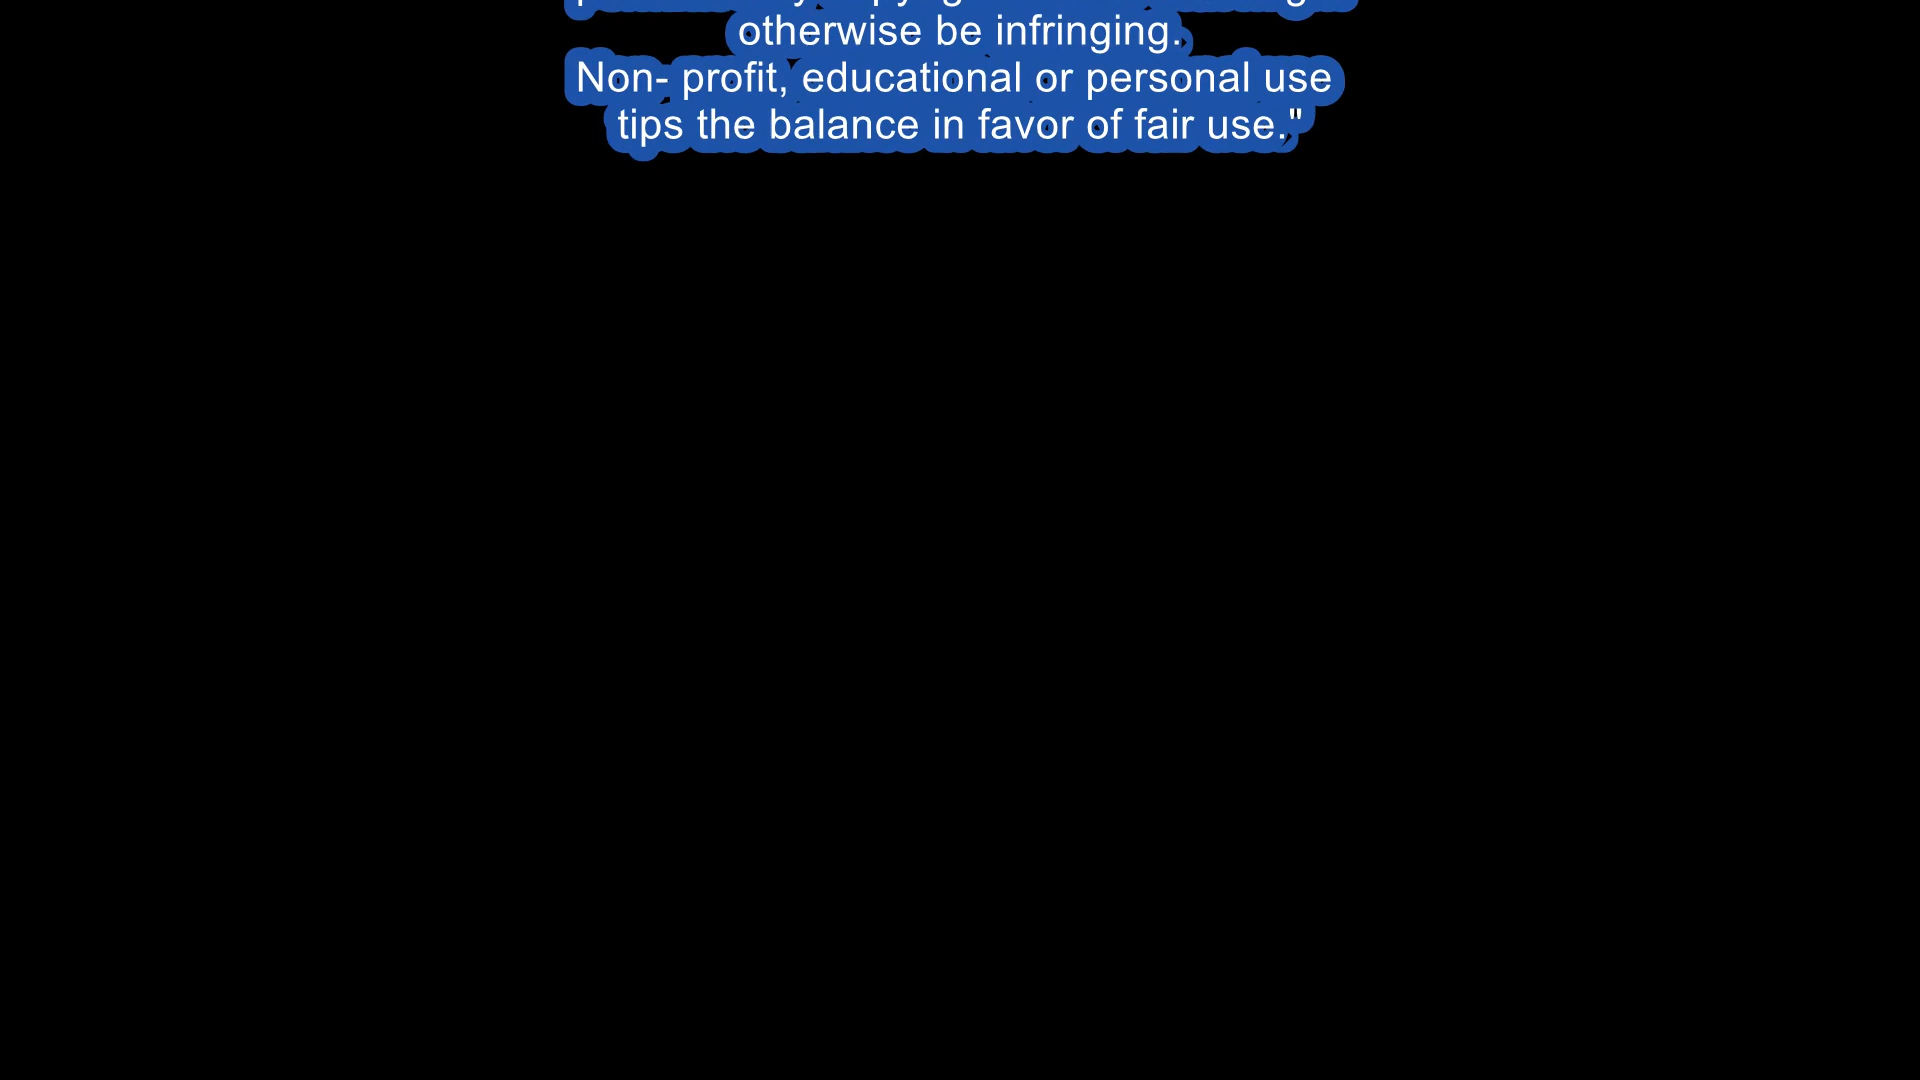 otherwise be infringing.
Non- profit, educational or personal use
tips the balance in favor of fair use."